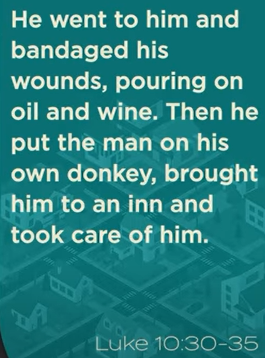 He went to him and
bandaged his
wounds, pouring on
oil and wine. Then he
put the man on his
own donkey, brought
him to an inn and
took care of him.
Luke 10:30-35